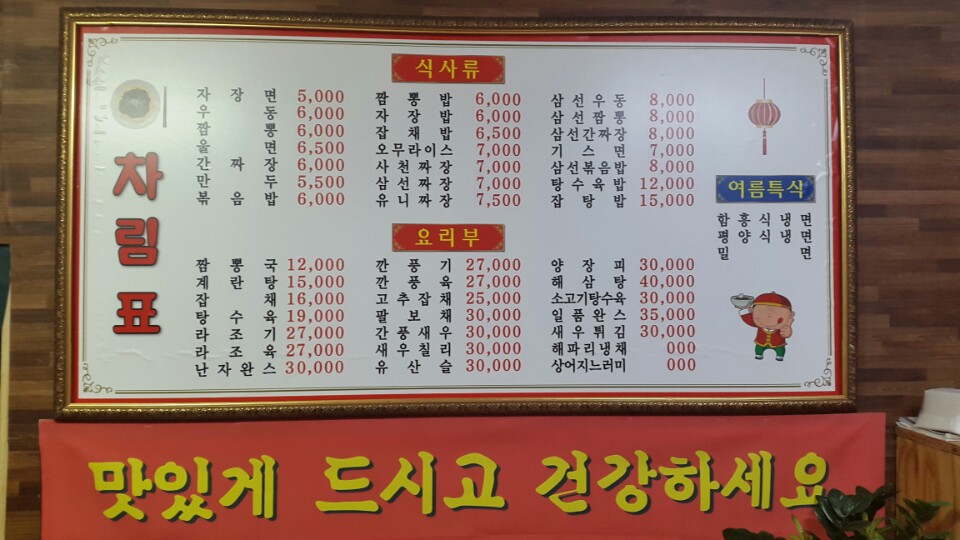 차림표
식사류
자장면 5,000
우동 6,000
짬뽕 6,000
울면 6,500
간짜장 6,000
만두 5,500
볶음밥 6,000
짬뽕밥 6,000
자장밥 6,000
잡채밥 6,500
오무라이스 7,000
사천짜장 7,000
삼선짜장 7,000
유니짜장 7,500
삼선우동 8,000
삼선짬뽕 8,000
삼선간짜장 8,000
기스면 7,000
삼선볶음밥 8,000
탕수육밥 12,000
잡탕밥 15,000
요리부
짬뽕국 12,000
계란탕 15,000
잡채 16,000
탕수육 19,000
라조기 27,000
라조육 27,000
난자완스 30,000
깐풍기 27,000
깐풍육 27,000
고추잡채 25,000
팔보채 30,000
간풍새우 30,000
새우칠리 30,000
유산슬 30,000
양장피 30,000
해삼탕 40,000
소고기탕수육 30,000
일품완스 35,000
새우튀김 30,000
해파리냉채 000
상어지느러미 000
여름특식
함흥식냉면
평양식냉면
밀면
맛있게 드시고 건강하세요